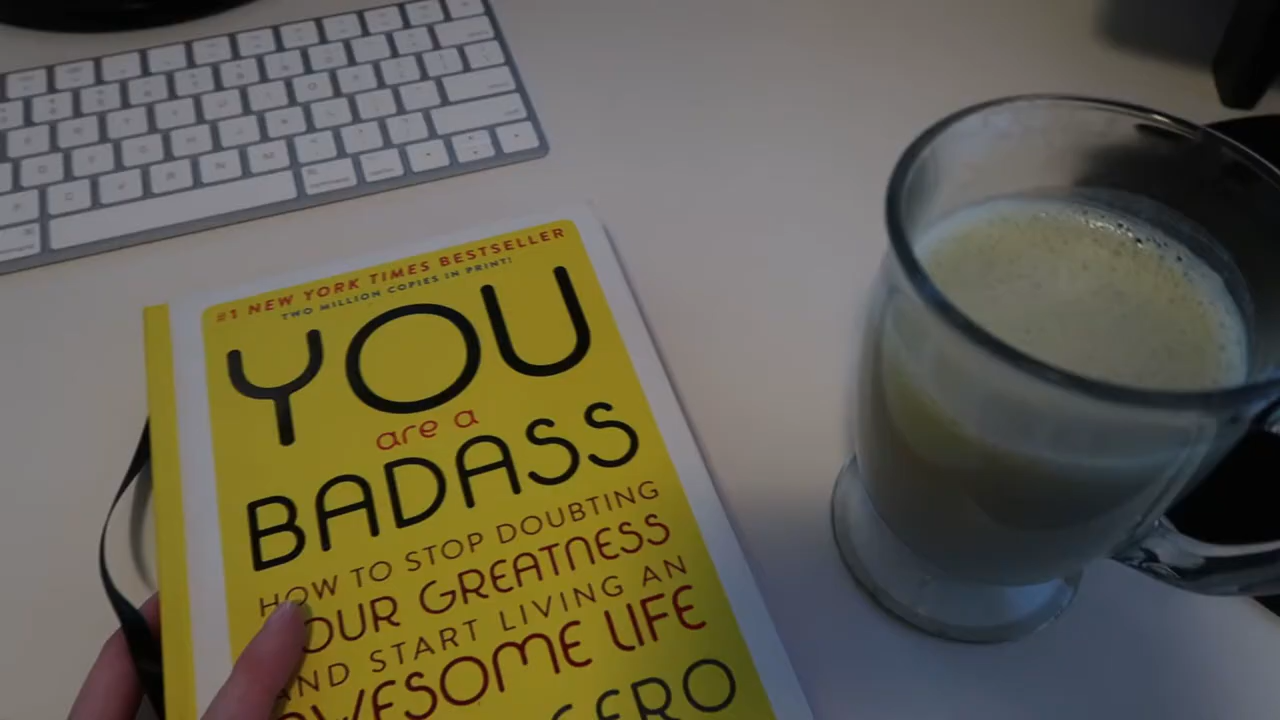 #1 NEW YORK TIMES BESTSELLER
TWO MILLION COPIES IN PRINT!
YOU
are a
BADASS
HOW TO STOP DOUBTING
OUR GREATNESS
AND START LIVING AN
AWESOME LIFE